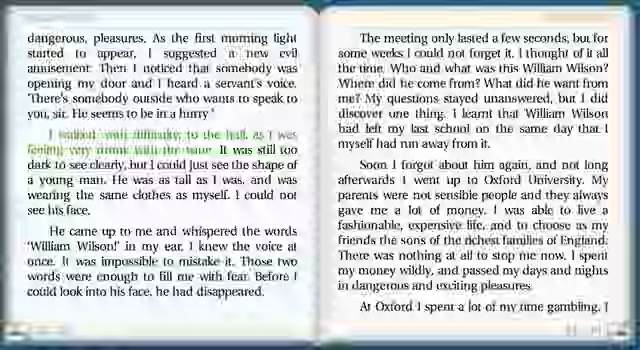 dangerous, pleasures. As the first morning light
started to appear, I suggested a new evil
amusement. Then I noticed that somebody was
opening my door and I heard a servant's voice.
'There's somebody outside who wants to speak to
you, sir. He seems to be in a hurry.'
I walked, with difficulty, to the hall, as I was
feeling very drunk with the wine. It was still too
dark to see clearly, but I could just see the shape of
a young man. He was as tall as I was, and was
wearing the same clothes as myself. I could not
see his face.
He came up to me and whispered the words
'William Wilson!' in my ear. I knew the voice at
once. It was impossible to mistake it. Those two
words were enough to fill me with fear. Before I
could look into his face, he had disappeared.
The meeting only lasted a few seconds, but for
some weeks I could not forget it. I thought of it all
the time. Who and what was this William Wilson?
Where did he come from? What did he want from
me? My questions stayed unanswered, but I did
discover one thing. I learnt that William Wilson
had left my last school on the same day that I
myself had run away from it.
Soon I forgot about him again, and not long
afterwards I went up to Oxford University. My
parents were not sensible people and they always
gave me a lot of money. I was able to live a
fashionable, expensive life, and to choose as my
friends the sons of the richest families of England.
There was nothing at all to stop me now. I spent
my money wildly, and passed my days and nights
in dangerous and exciting pleasures.
At Oxford I spent a lot of my time gambling. I